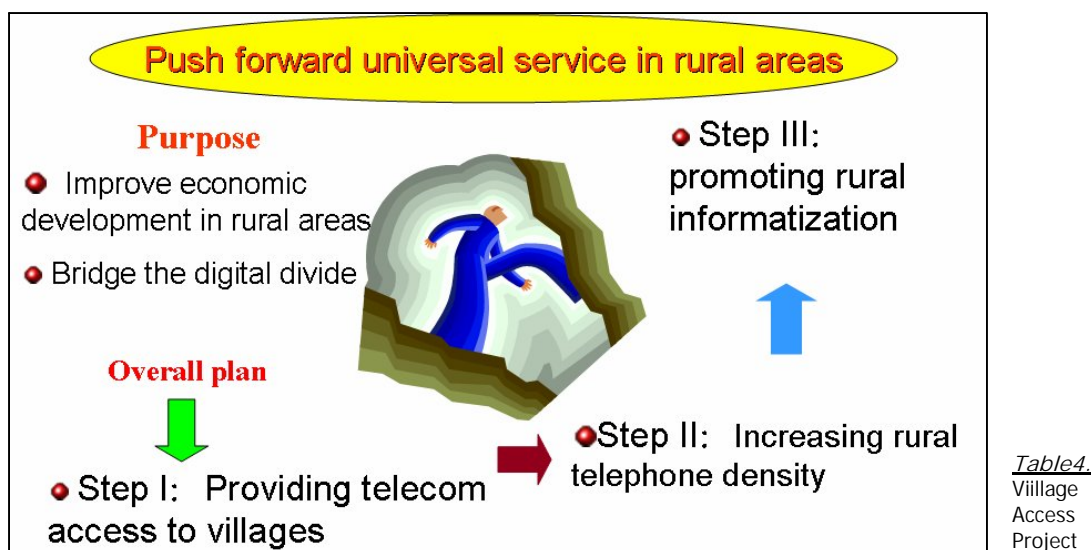 Push forward universal service in rural areas
Purpose
Improve economic
development in rural areas
Bridge the digital divide
Overall plan
Step I: Providing telecom
access to villages
Step II: Increasing rural
telephone density
Step III:
promoting rural
informatization
Table4.
Viillage
Access
Project